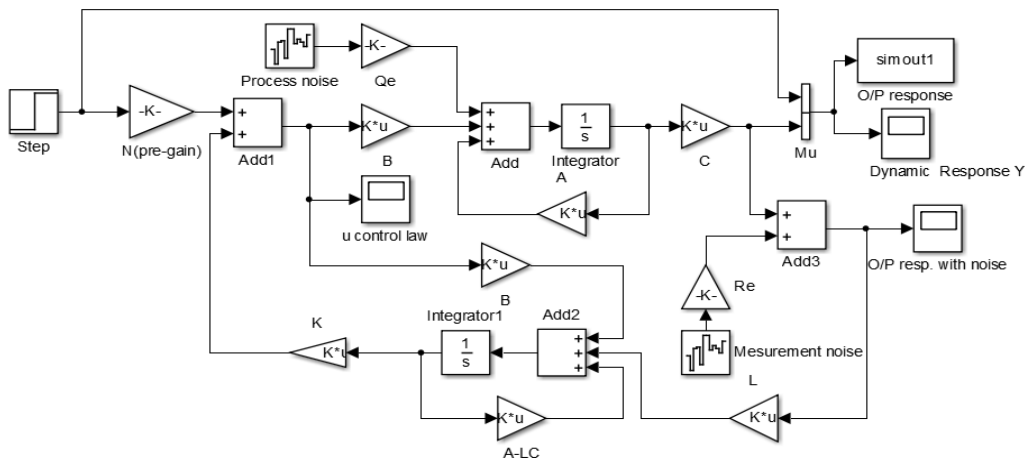 Process noise
-K-
Qe
simout1
O/P response
Step
-K-
N(pre-gain)
+
+
Add1
K*u
B
+
+
+
Add
1
s
Integrator
K*u
C
Mu
Dynamic Response Y
A
K*u
u control law
+
+
Add3
O/P resp. with noise
K*u
B
Re
-K-
Mesurement noise
K
K*u
Integrator1
1
s
Add2
+
+
+
L
K*u
K*u
A-LC